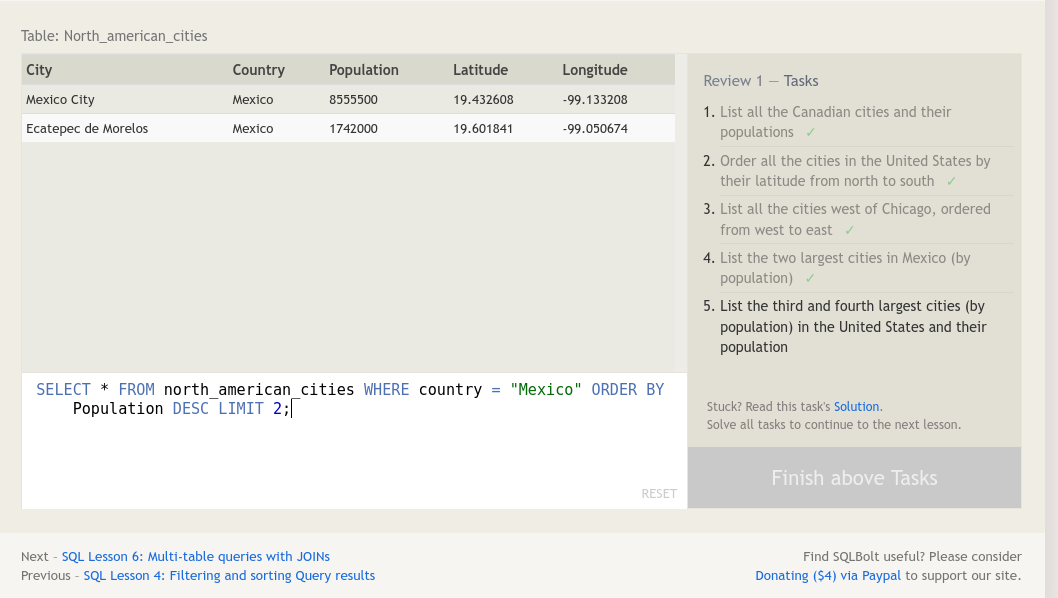 Table: North_american_cities
City Country Population Latitude Longitude
Mexico City Mexico 8555500 19.432608 -99.133208
Ecatepec de Morelos Mexico 1742000 19.601841 -99.050674
SELECT * FROM north_american_cities WHERE country = "Mexico" ORDER BY
Population DESC LIMIT 2;
RESET
Review 1 — Tasks
1. List all the Canadian cities and their
populations ✓
2. Order all the cities in the United States by
their latitude from north to south ✓
3. List all the cities west of Chicago, ordered
from west to east ✓
4. List the two largest cities in Mexico (by
population) ✓
5. List the third and fourth largest cities (by
population) in the United States and their
population
Stuck? Read this task's Solution.
Solve all tasks to continue to the next lesson.
Finish above Tasks
Next – SQL Lesson 6: Multi-table queries with JOINs
Previous – SQL Lesson 4: Filtering and sorting Query results
Find SQLBolt useful? Please consider
Donating ($4) via Paypal to support our site.